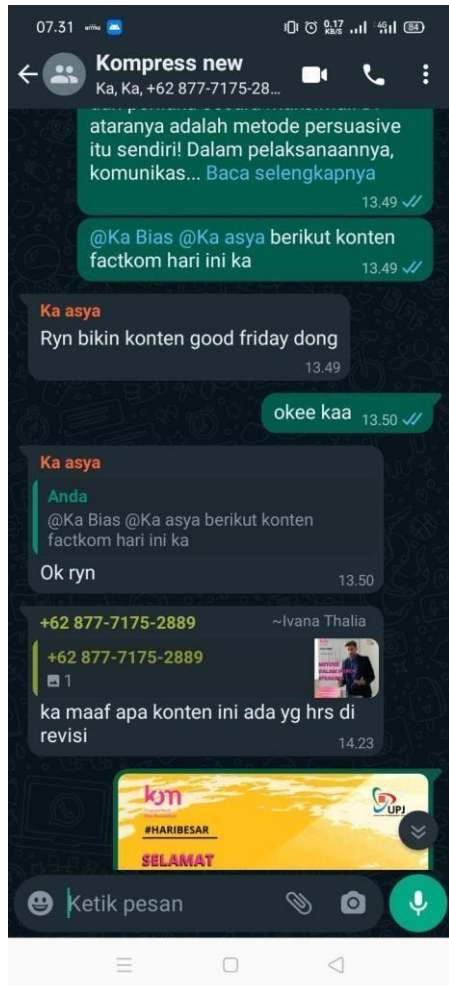 07.31
0.17
KB/S
84
Kompress new
Ka, Ka, +62 877-7175-28...
ataranya adalah metode persuasive
itu sendiri! Dalam pelaksanaannya,
komunikas... Baca selengkapnya
13.49
@Ka Bias @Ka asya berikut konten
factkom hari ini ka
13.49
Ka asya
Ryn bikin konten good friday dong
13.49
okee kaa 13.50
Ka asya
Anda
@Ka Bias @Ka asya berikut konten
factkom hari ini ka
Ok ryn
13.50
+62 877-7175-2889 ~Ivana Thalia
+62 877-7175-2889
1
ka maaf apa konten ini ada yg hrs di
revisi
14.23
kom
UPJ
#HARIBESAR
SELAMAT
Ketik pesan